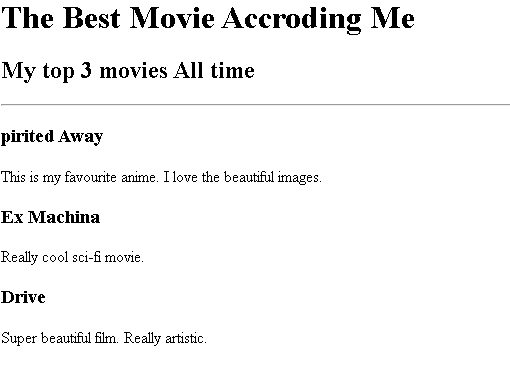 The Best Movie Accroding Me
My top 3 movies All time
pirited Away
This is my favourite anime. I love the beautiful images.
Ex Machina
Really cool sci-fi movie.
Drive
Super beautiful film. Really artistic.